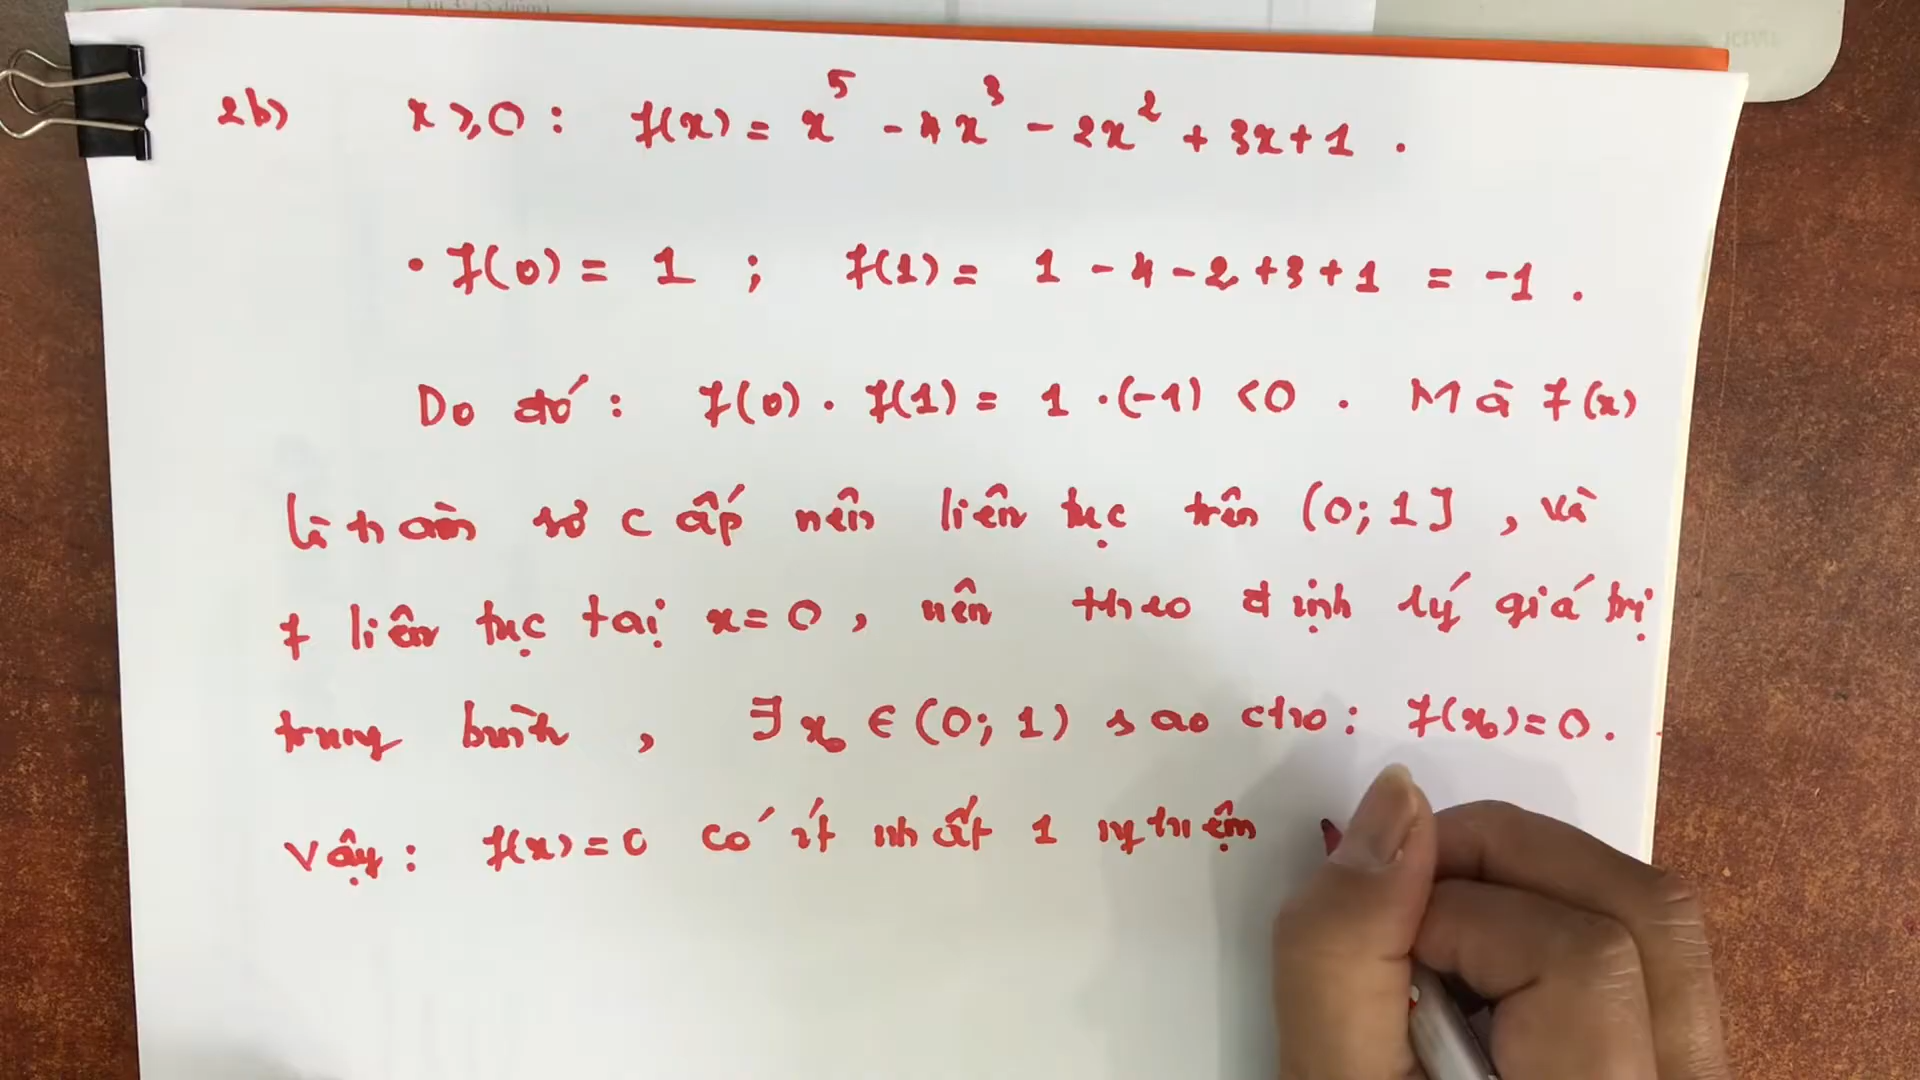 2b) x ⩾ 0 : f(x) = x⁵ - 4x³ - 2x² + 3x + 1 .
• f(0) = 1 ; f(1) = 1 - 4 - 2 + 3 + 1 = -1 .
Do đó : f(0) . f(1) = 1 . (-1) < 0 . Mà f(x)
là hàm sơ cấp nên liên tục trên (0; 1] , và
f liên tục tại x = 0 , nên theo định lý giá trị
trung bình , ∃ x₀ ∈ (0; 1) sao cho : f(x₀) = 0 .
Vậy : f(x) = 0 có ít nhất 1 nghiệm